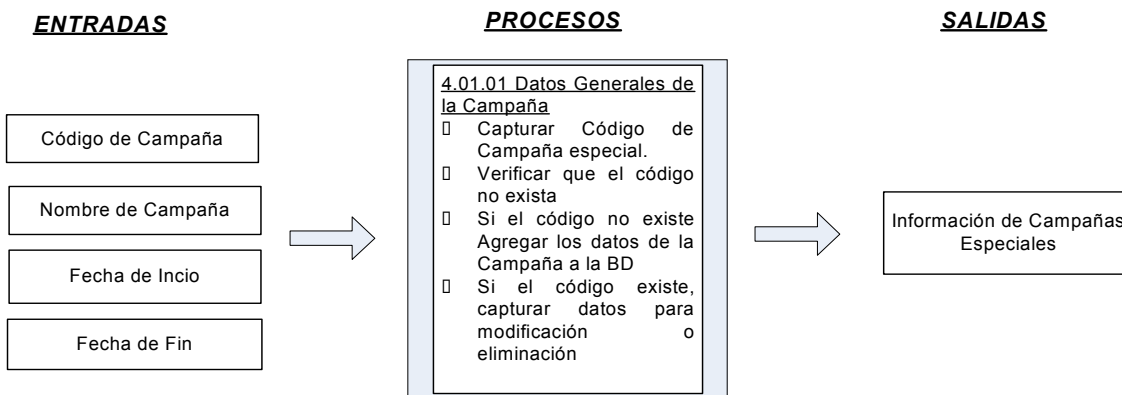 ENTRADAS
PROCESOS
SALIDAS
Código de Campaña
Nombre de Campaña
Fecha de Incio
Fecha de Fin
4.01.01 Datos Generales de
la Campaña
▯ Capturar Código de
Campaña especial.
▯ Verificar que el código
no exista
▯ Si el código no existe
Agregar los datos de la
Campaña a la BD
▯ Si el código existe,
capturar datos para
modificación o
eliminación
Información de Campañas
Especiales